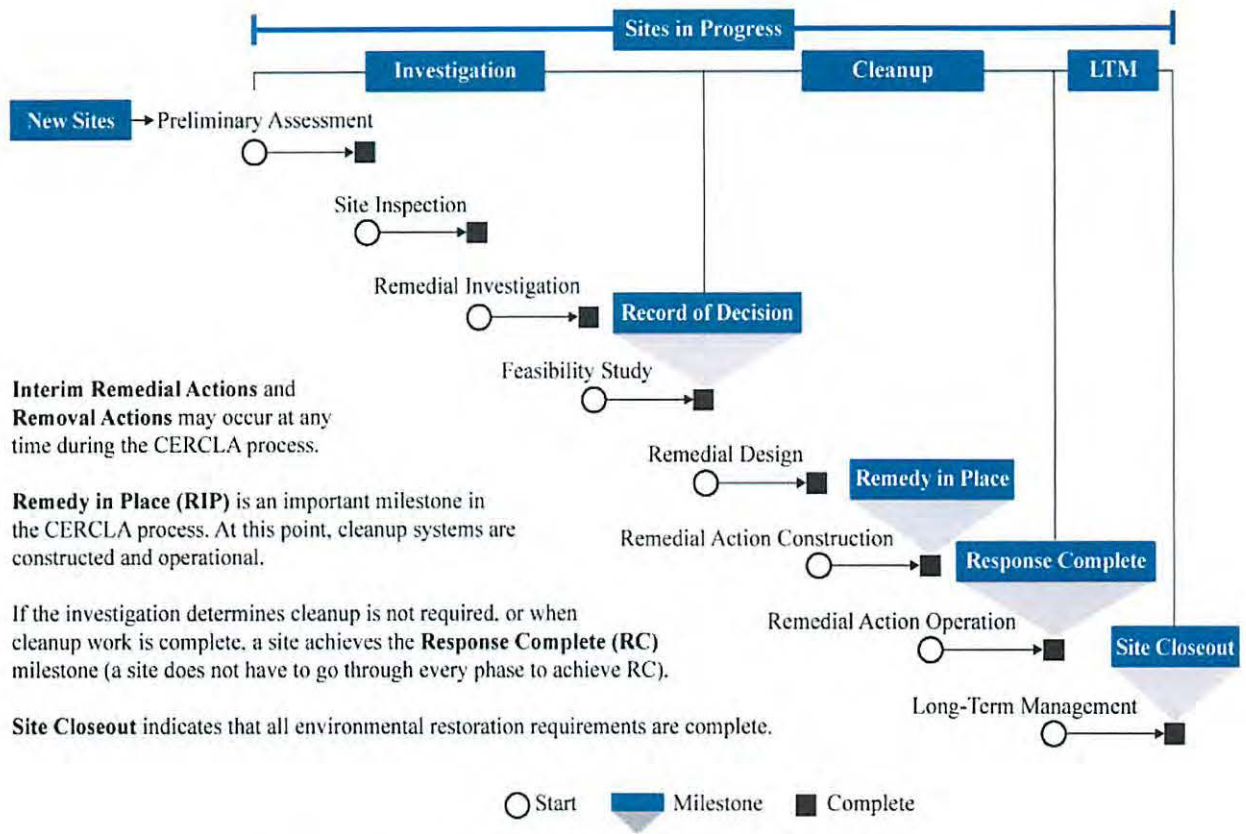 Sites in Progress
Investigation
Cleanup
LTM
New Sites
Preliminary Assessment
Site Inspection
Remedial Investigation
Record of Decision
Feasibility Study
Interim Remedial Actions and
Removal Actions may occur at any
time during the CERCLA process.
Remedial Design
Remedy in Place
Remedy in Place (RIP) is an important milestone in
the CERCLA process. At this point, cleanup systems are
constructed and operational.
Remedial Action Construction
Response Complete
If the investigation determines cleanup is not required, or when
cleanup work is complete, a site achieves the Response Complete (RC)
milestone (a site does not have to go through every phase to achieve RC).
Remedial Action Operation
Site Closeout
Site Closeout indicates that all environmental restoration requirements are complete.
Long-Term Management
Start
Milestone
Complete